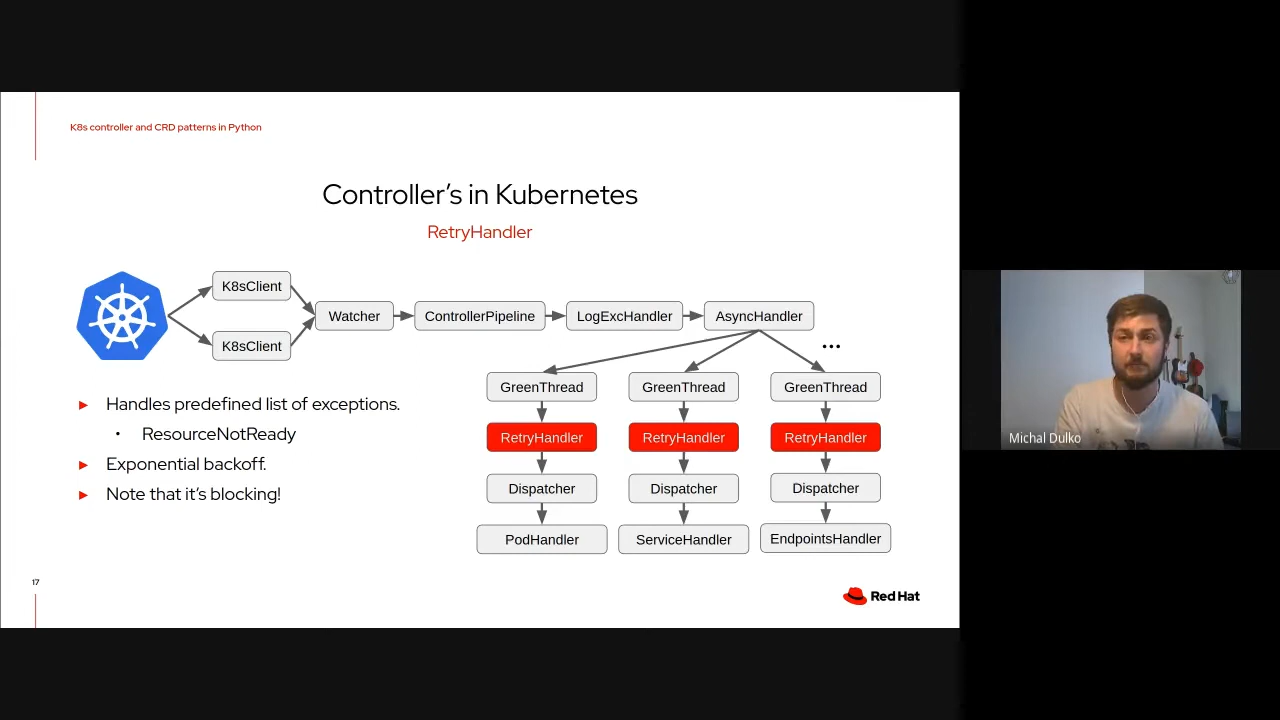 K8s controller and CRD patterns in Python
Controller's in Kubernetes
RetryHandler
K8sClient
K8sClient
Watcher
ControllerPipeline
LogExcHandler
AsyncHandler
...
GreenThread
GreenThread
GreenThread
RetryHandler
RetryHandler
RetryHandler
Dispatcher
Dispatcher
Dispatcher
PodHandler
ServiceHandler
EndpointsHandler
► Handles predefined list of exceptions.
• ResourceNotReady
► Exponential backoff.
► Note that it's blocking!
17
Red Hat
Michal Dulko